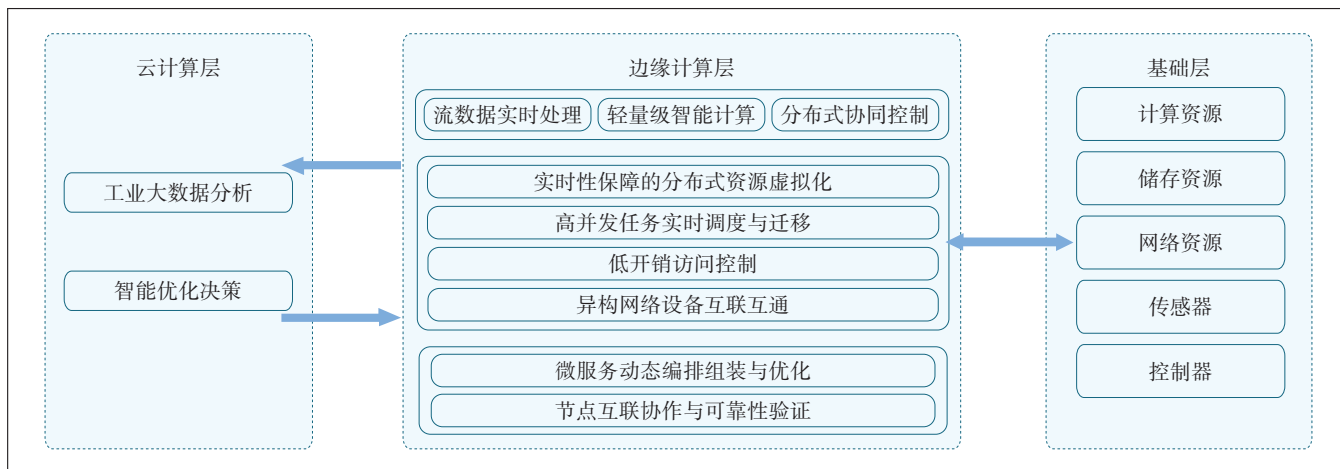 云计算层
工业大数据分析
智能优化决策
边缘计算层
流数据实时处理
轻量级智能计算
分布式协同控制
实时性保障的分布式资源虚拟化
高并发任务实时调度与迁移
低开销访问控制
异构网络设备互联互通
微服务动态编排组装与优化
节点互联协作与可靠性验证
基础层
计算资源
储存资源
网络资源
传感器
控制器